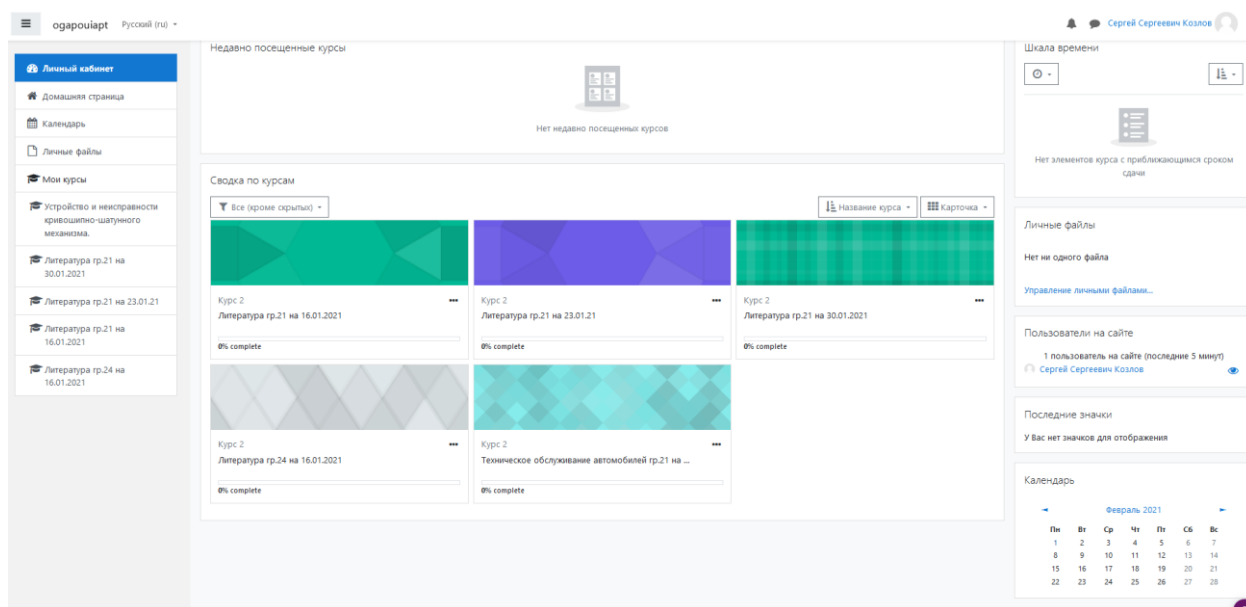 ogapouiapt Русский (ru)
Сергей Сергеевич Козлов
Личный кабинет
Домашняя страница
Календарь
Личные файлы
Мои курсы
Устройство и неисправности
кривошипно-шатунного
механизма.
Литература гр.21 на
30.01.2021
Литература гр.21 на 23.01.21
Литература гр.21 на
16.01.2021
Литература гр.24 на
16.01.2021
Недавно посещенные курсы
Нет недавно посещенных курсов
Сводка по курсам
Все (кроме скрытых)
Название курса
Карточка
Курс 2
Литература гр.21 на 16.01.2021
0% complete
Курс 2
Литература гр.21 на 23.01.21
0% complete
Курс 2
Литература гр.21 на 30.01.2021
0% complete
Курс 2
Литература гр.24 на 16.01.2021
0% complete
Курс 2
Техническое обслуживание автомобилей гр.21 на ...
0% complete
Шкала времени
Нет элементов курса с приближающимся сроком
сдачи
Личные файлы
Нет ни одного файла
Управление личными файлами...
Пользователи на сайте
1 пользователь на сайте (последние 5 минут)
Сергей Сергеевич Козлов
Последние значки
У Вас нет значков для отображения
Календарь
Февраль 2021
Пн Вт Ср Чт Пт Сб Вс
1 2 3 4 5 6 7
8 9 10 11 12 13 14
15 16 17 18 19 20 21
22 23 24 25 26 27 28